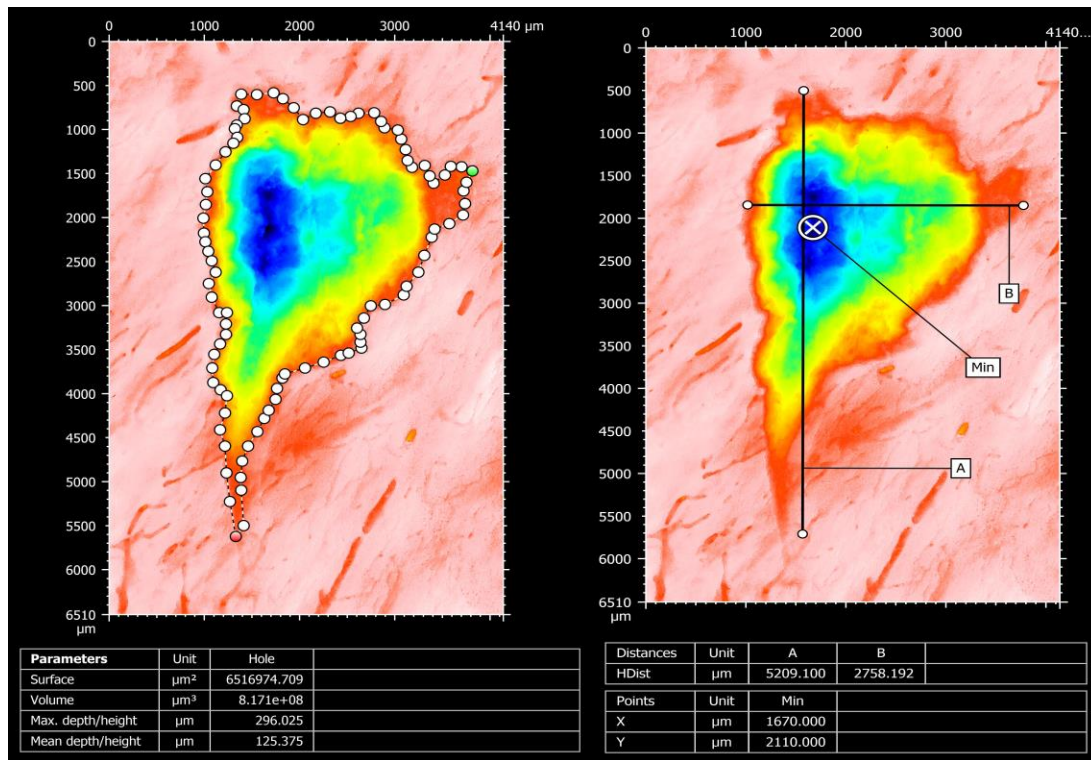 0 1000 2000 3000 4140 µm
0
500
1000
1500
2000
2500
3000
3500
4000
4500
5000
5500
6000
6510
µm
0 1000 2000 3000 4140...
0
500
1000
1500
2000
2500
3000
3500
4000
4500
5000
5500
6000
6510
µm
B
Min
A
Parameters Unit Hole
Surface µm² 6516974.709
Volume µm³ 8.171e+08
Max. depth/height µm 296.025
Mean depth/height µm 125.375
Distances Unit A B
HDist µm 5209.100 2758.192
Points Unit Min
X µm 1670.000
Y µm 2110.000